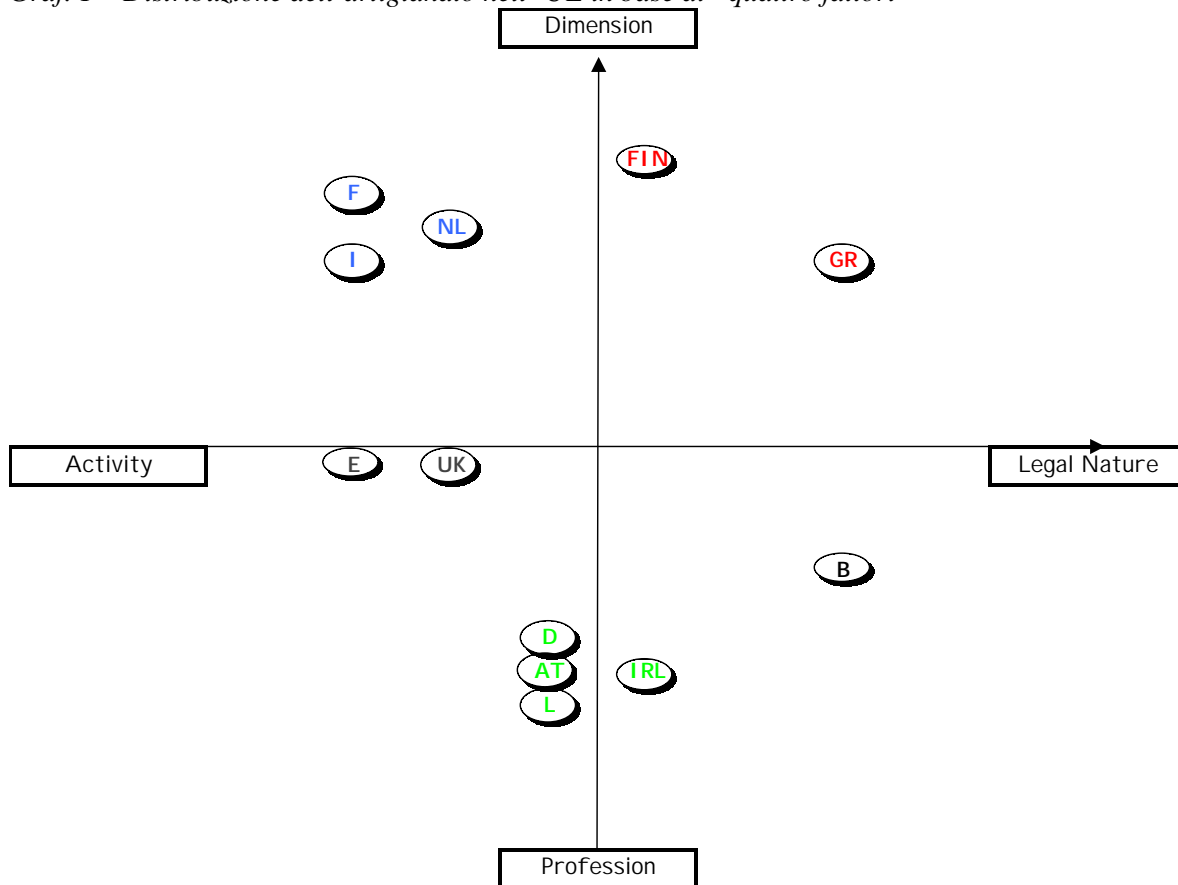 Dimension
FIN
F
NL
I
GR
Activity
E
UK
Legal Nature
B
D
AT
IRL
L
Profession